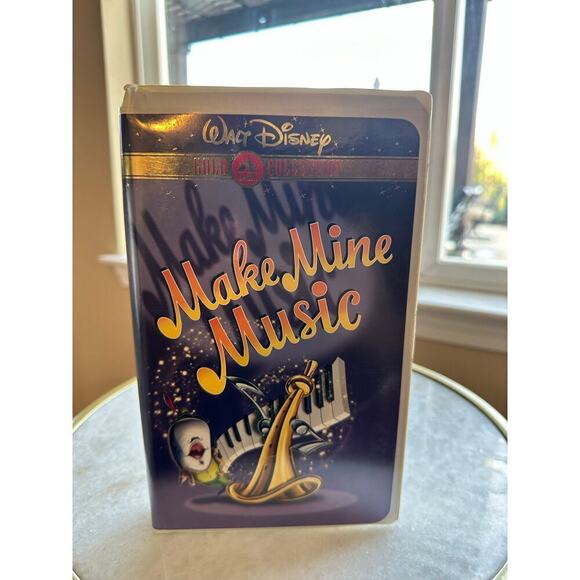 Walt Disney
GOLD COLLECTION
Make Mine
Music